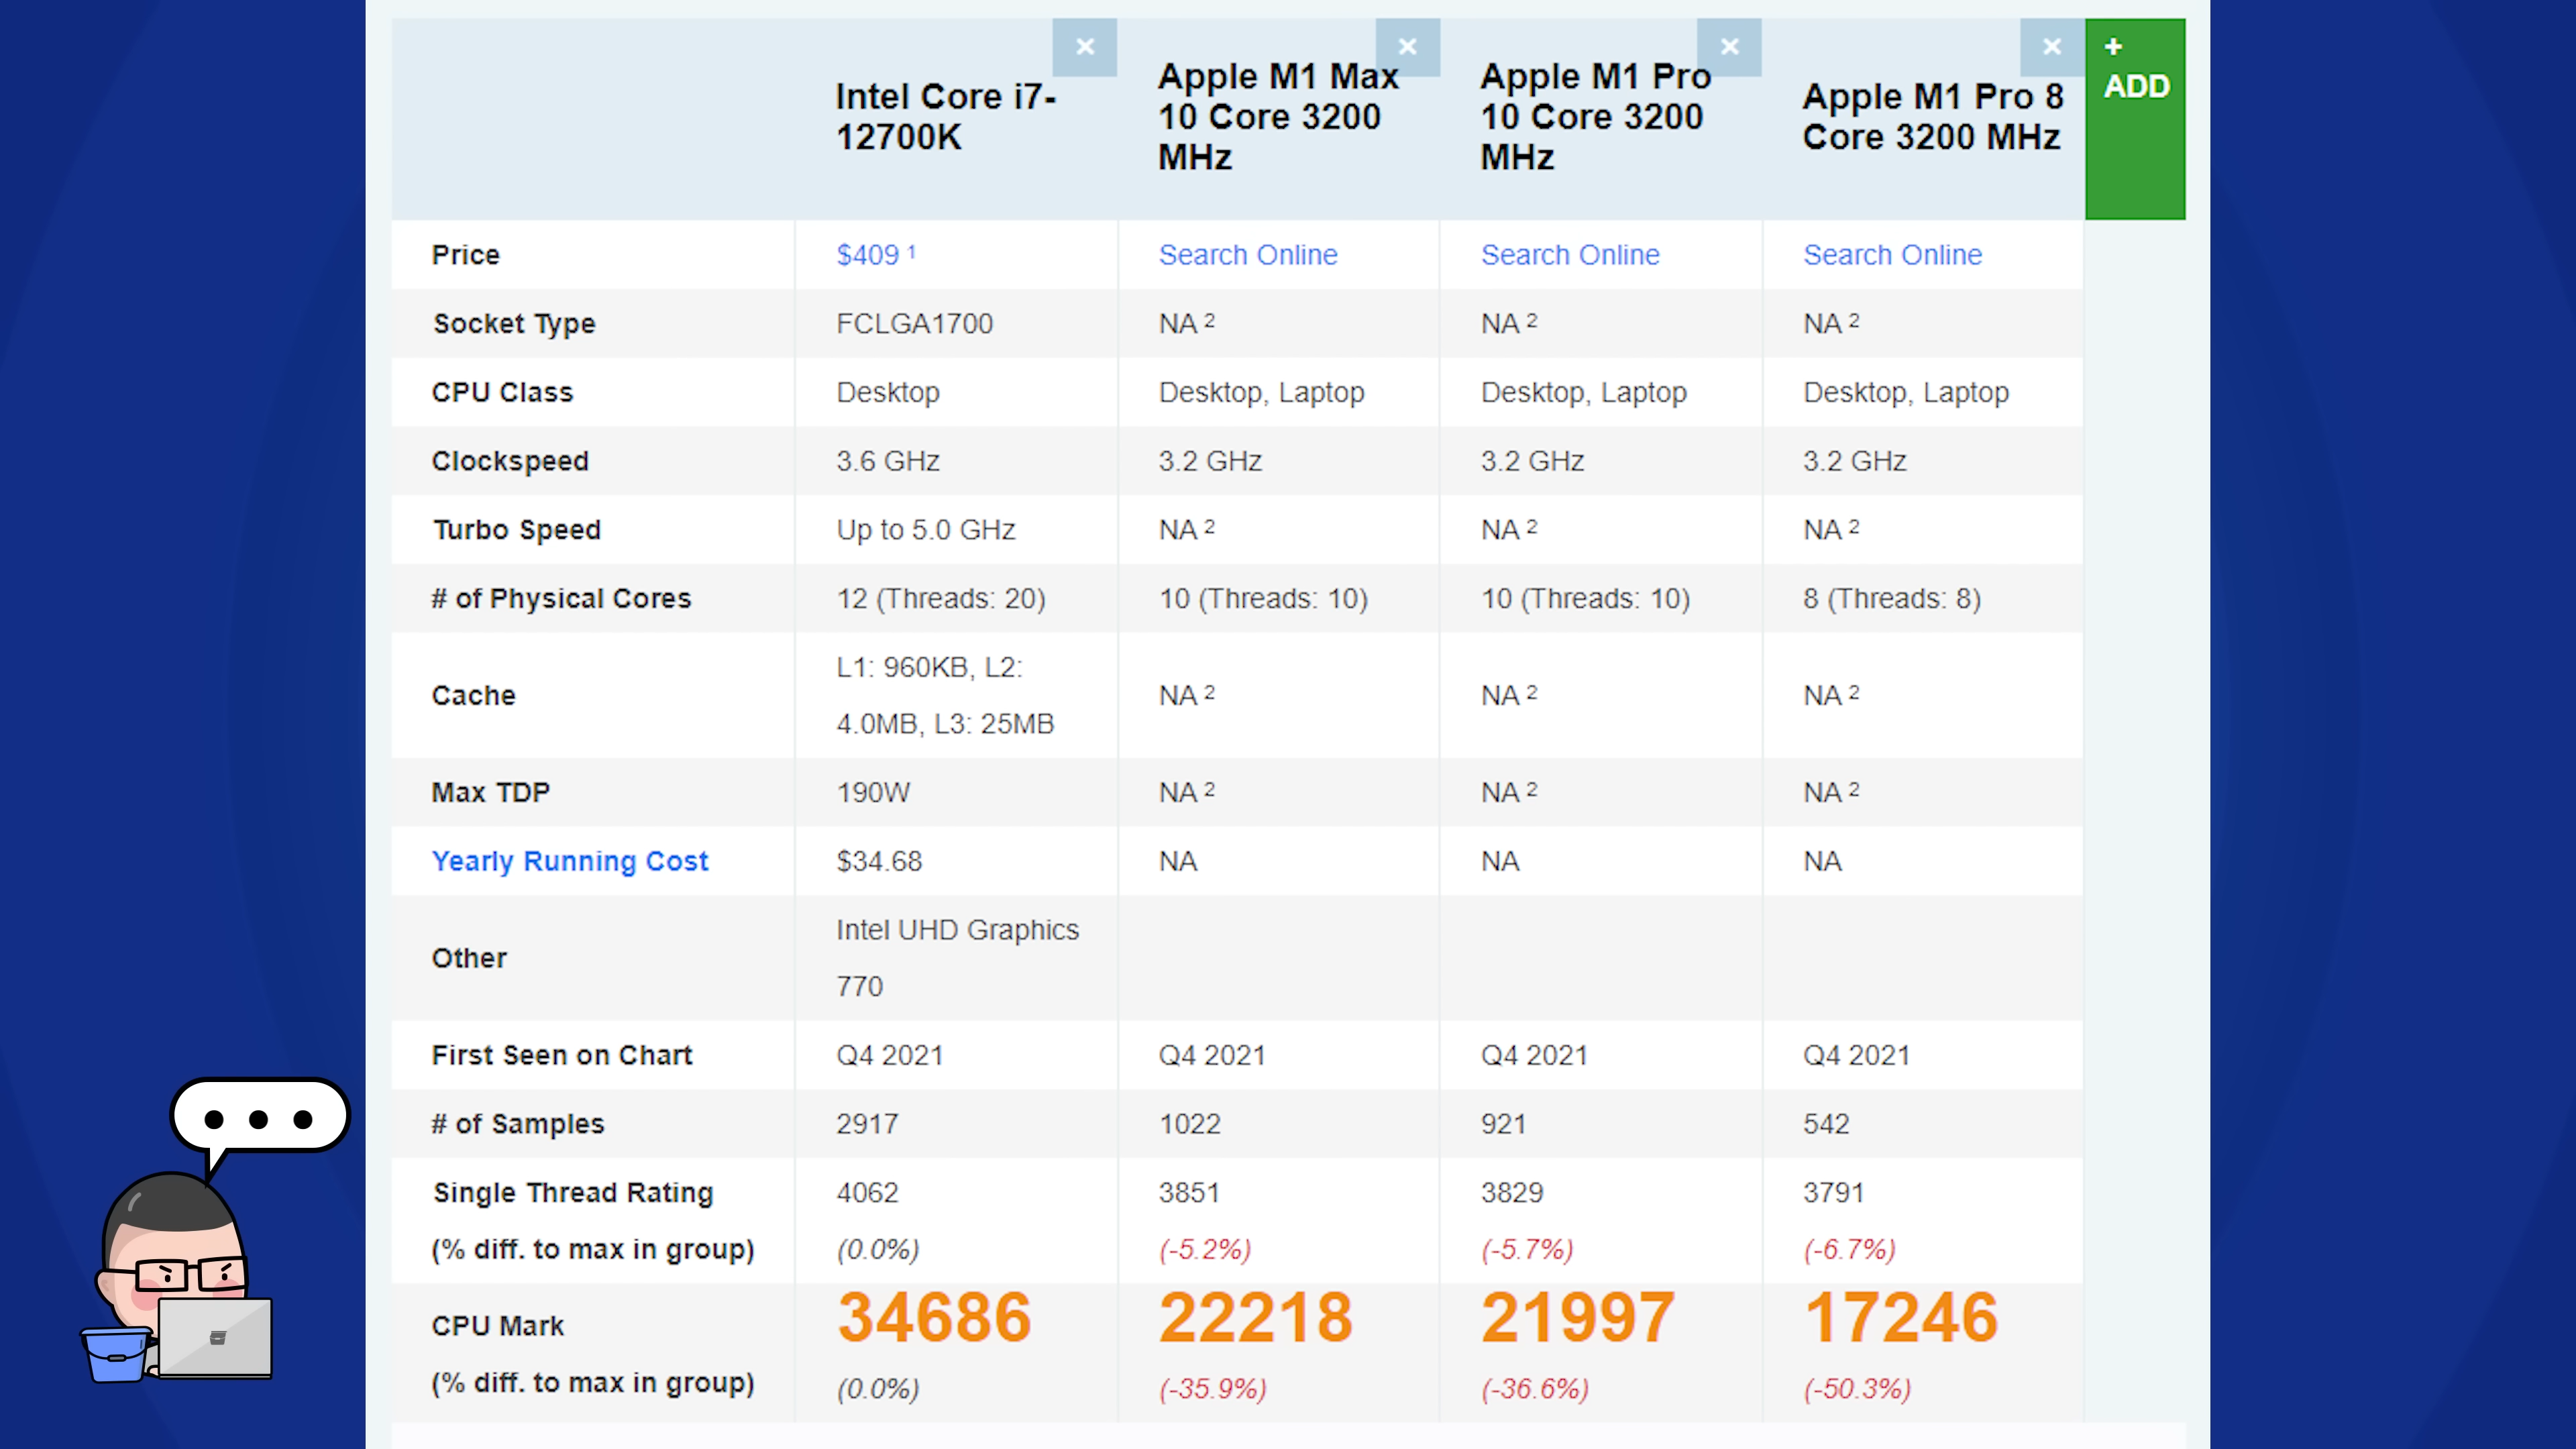 Intel Core i7-
12700K
Apple M1 Max
10 Core 3200
MHz
Apple M1 Pro
10 Core 3200
MHz
Apple M1 Pro 8
Core 3200 MHz
+
ADD
Price $409 1 Search Online Search Online Search Online
Socket Type FCLGA1700 NA 2 NA 2 NA 2
CPU Class Desktop Desktop, Laptop Desktop, Laptop Desktop, Laptop
Clockspeed 3.6 GHz 3.2 GHz 3.2 GHz 3.2 GHz
Turbo Speed Up to 5.0 GHz NA 2 NA 2 NA 2
# of Physical Cores 12 (Threads: 20) 10 (Threads: 10) 10 (Threads: 10) 8 (Threads: 8)
Cache L1: 960KB, L2:
4.0MB, L3: 25MB NA 2 NA 2 NA 2
Max TDP 190W NA 2 NA 2 NA 2
Yearly Running Cost $34.68 NA NA NA
Other Intel UHD Graphics
770
First Seen on Chart Q4 2021 Q4 2021 Q4 2021 Q4 2021
# of Samples 2917 1022 921 542
Single Thread Rating 4062 3851 3829 3791
(% diff. to max in group) (0.0%) (-5.2%) (-5.7%) (-6.7%)
CPU Mark 34686 22218 21997 17246
(% diff. to max in group) (0.0%) (-35.9%) (-36.6%) (-50.3%)